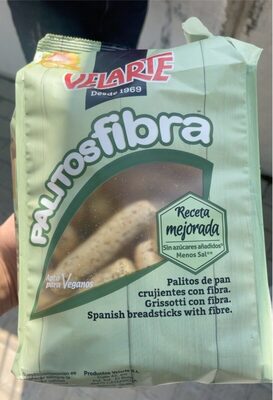 VELARTE
Desde 1969
PALITOS fibra
Receta
mejorada
Sin azúcares añadidos*
Menos Sal**
Apto
para Veganos
Palitos de pan
crujientes con fibra.
Grissotti con fibra.
Spanish breadsticks with fibre.
Productos Velarte S.L.